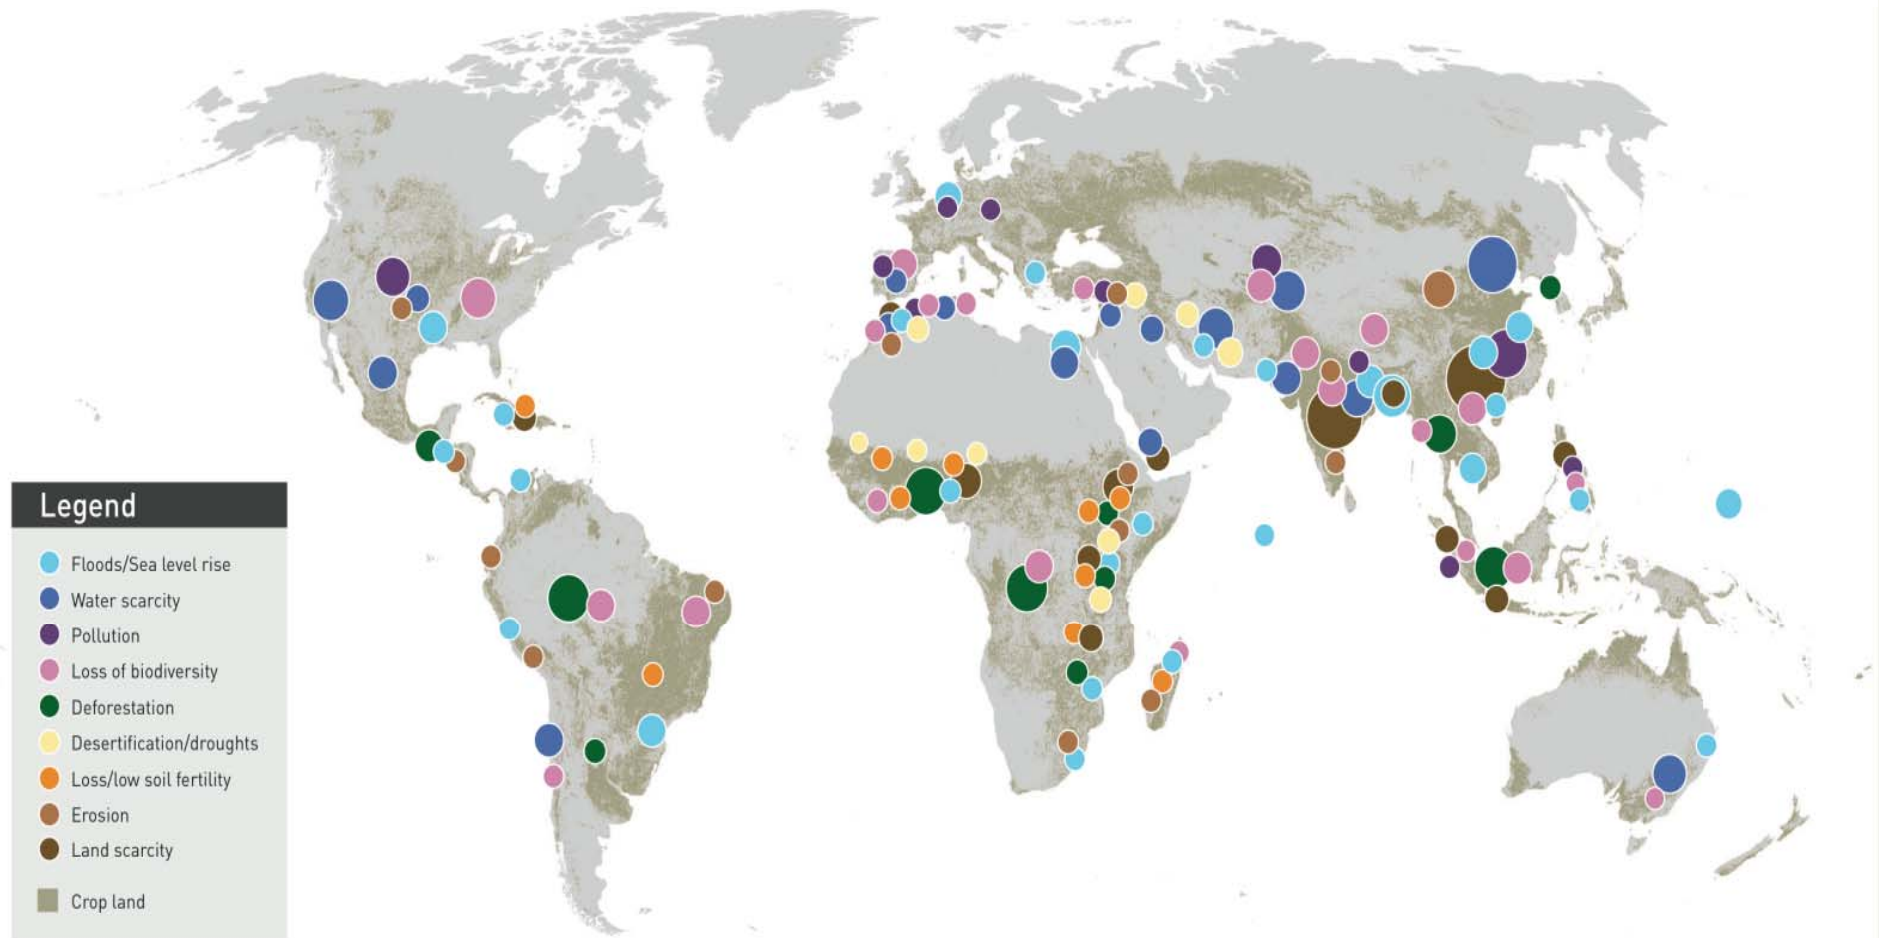 Legend
Floods/Sea level rise
Water scarcity
Pollution
Loss of biodiversity
Deforestation
Desertification/droughts
Loss/low soil fertility
Erosion
Land scarcity
Crop land